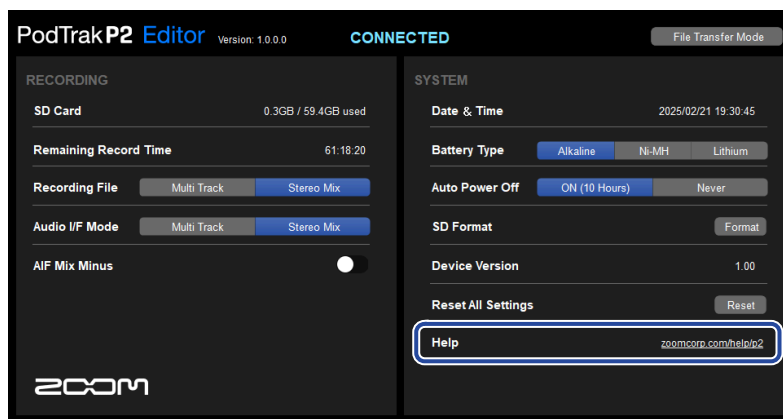 PodTrak P2 Editor Version: 1.0.0.0 CONNECTED File Transfer Mode
RECORDING
SD Card 0.3GB / 59.4GB used
Remaining Record Time 61:18:20
Recording File Multi Track Stereo Mix
Audio I/F Mode Multi Track Stereo Mix
AIF Mix Minus
zoom
SYSTEM
Date & Time 2025/02/21 19:30:45
Battery Type Alkaline Ni-MH Lithium
Auto Power Off ON (10 Hours) Never
SD Format Format
Device Version 1.00
Reset All Settings Reset
Help zoomcorp.com/help/p2